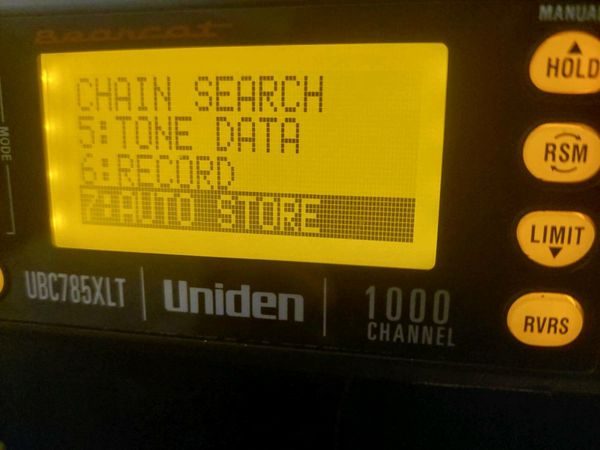 Bearcat
MANUAL
CHAIN SEARCH
5:TONE DATA
6:RECORD
7:AUTO STORE
MODE
HOLD
RSM
LIMIT
RVRS
UBC785XLT
Uniden
1000
CHANNEL